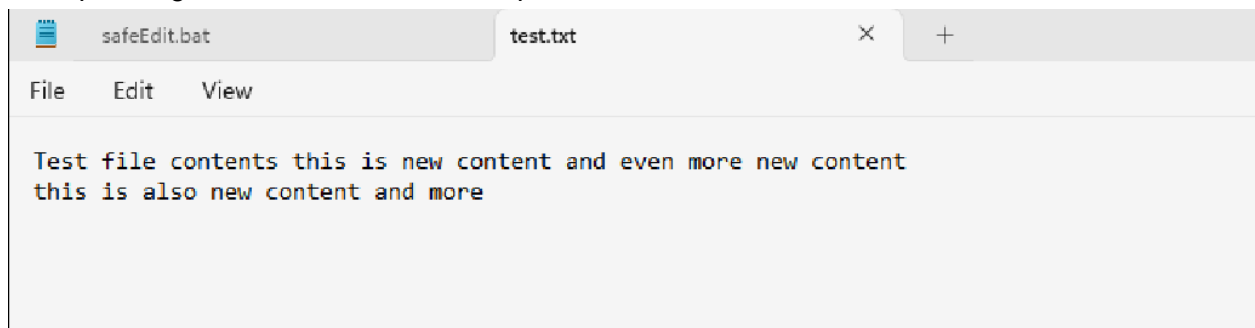 safeEdit.bat test.txt
File Edit View
Test file contents this is new content and even more new content
this is also new content and more